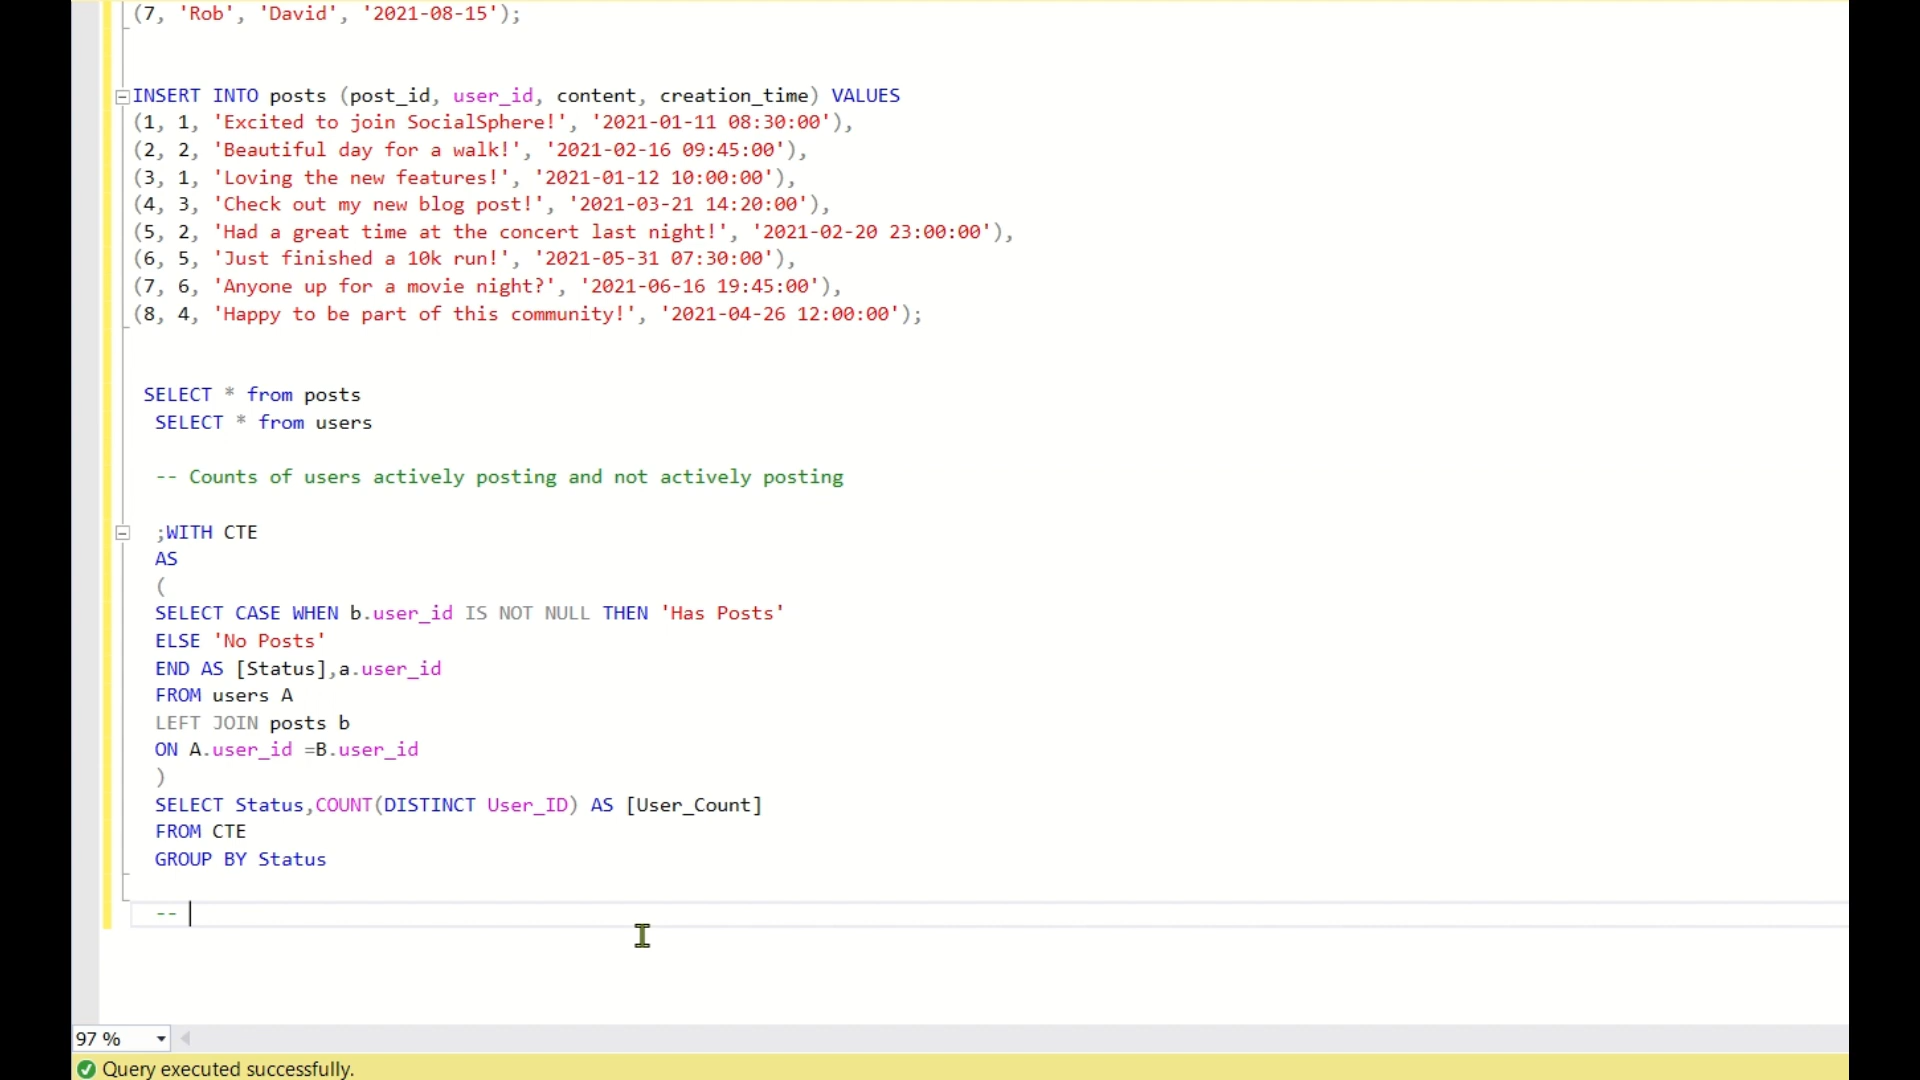 (7, 'Rob', 'David', '2021-08-15');
INSERT INTO posts (post_id, user_id, content, creation_time) VALUES
(1, 1, 'Excited to join SocialSphere!', '2021-01-11 08:30:00'),
(2, 2, 'Beautiful day for a walk!', '2021-02-16 09:45:00'),
(3, 1, 'Loving the new features!', '2021-01-12 10:00:00'),
(4, 3, 'Check out my new blog post!', '2021-03-21 14:20:00'),
(5, 2, 'Had a great time at the concert last night!', '2021-02-20 23:00:00'),
(6, 5, 'Just finished a 10k run!', '2021-05-31 07:30:00'),
(7, 6, 'Anyone up for a movie night?', '2021-06-16 19:45:00'),
(8, 4, 'Happy to be part of this community!', '2021-04-26 12:00:00');
SELECT * from posts
SELECT * from users
-- Counts of users actively posting and not actively posting
;WITH CTE
AS
(
SELECT CASE WHEN b.user_id IS NOT NULL THEN 'Has Posts'
ELSE 'No Posts'
END AS [Status],a.user_id
FROM users A
LEFT JOIN posts b
ON A.user_id =B.user_id
)
SELECT Status,COUNT(DISTINCT User_ID) AS [User_Count]
FROM CTE
GROUP BY Status
--
97 %
Query executed successfully.